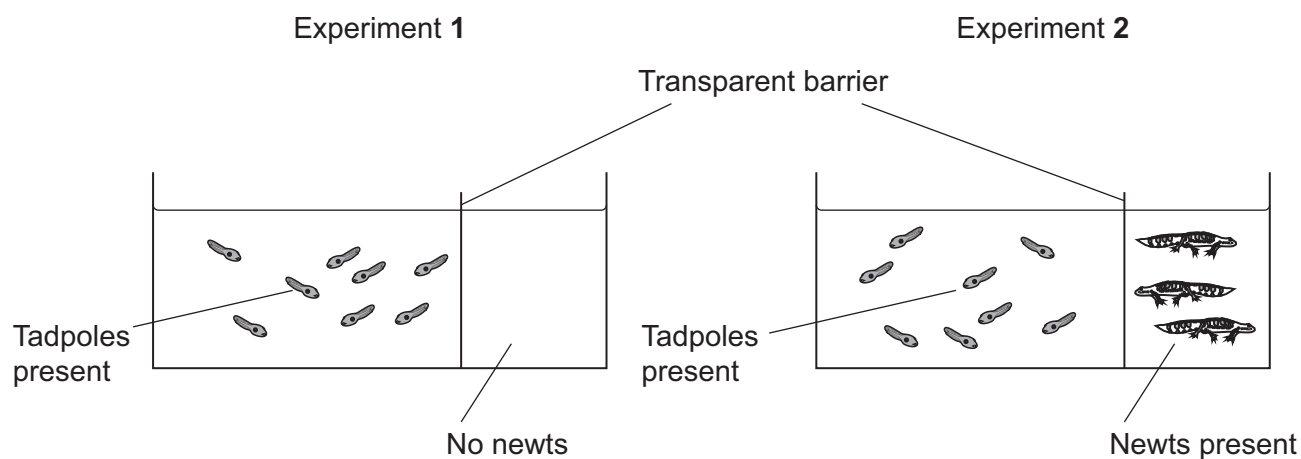 Experiment 1
Experiment 2
Transparent barrier
Tadpoles
present
No newts
Tadpoles
present
Newts present